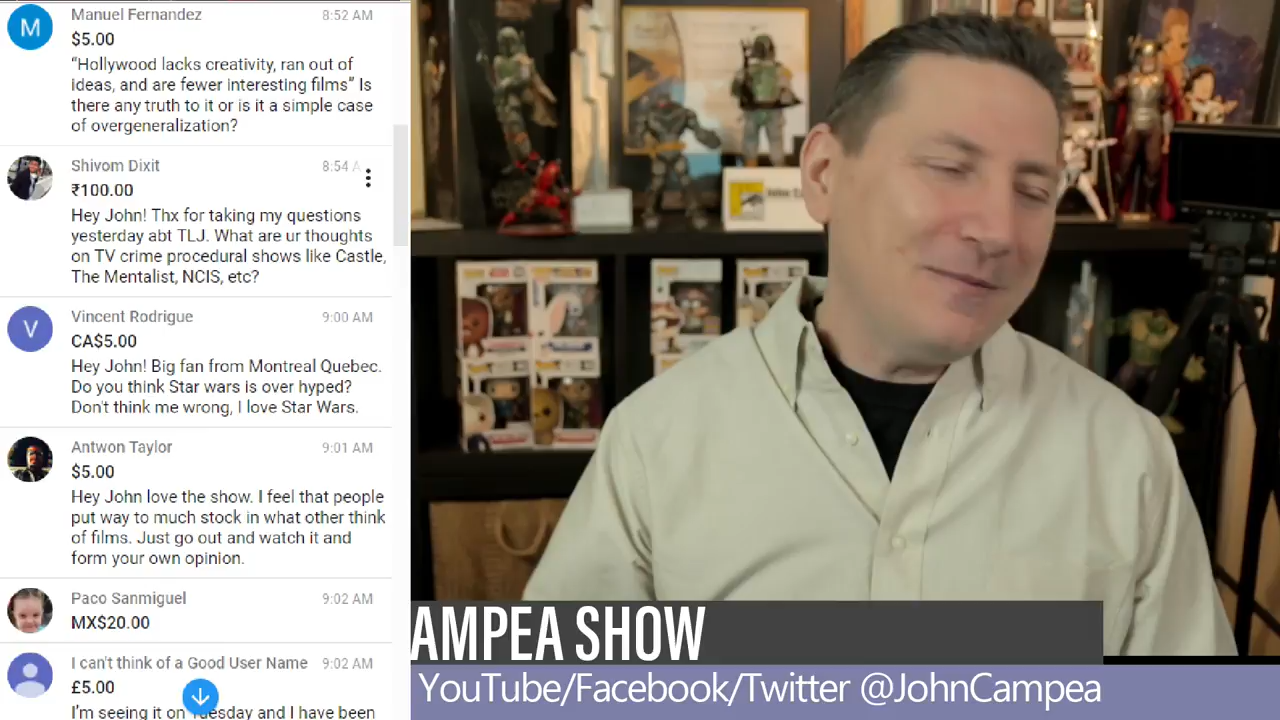 Manuel Fernandez 8:52 AM
$5.00
“Hollywood lacks creativity, ran out of
ideas, and are fewer interesting films” Is
there any truth to it or is it a simple case
of overgeneralization?
Shivom Dixit 8:54 A
₹100.00
Hey John! Thx for taking my questions
yesterday abt TLJ. What are ur thoughts
on TV crime procedural shows like Castle,
The Mentalist, NCIS, etc?
V
Vincent Rodrigue 9:00 AM
CA$5.00
Hey John! Big fan from Montreal Quebec.
Do you think Star wars is over hyped?
Don't think me wrong, I love Star Wars.
Antwon Taylor 9:01 AM
$5.00
Hey John love the show. I feel that people
put way to much stock in what other think
of films. Just go out and watch it and
form your own opinion.
Paco Sanmiguel 9:02 AM
MX$20.00
I can't think of a Good User Name 9:02 AM
£5.00
I'm seeing it on Tuesday and I have been
M
AMPEA SHOW
YouTube/Facebook/Twitter @JohnCampea